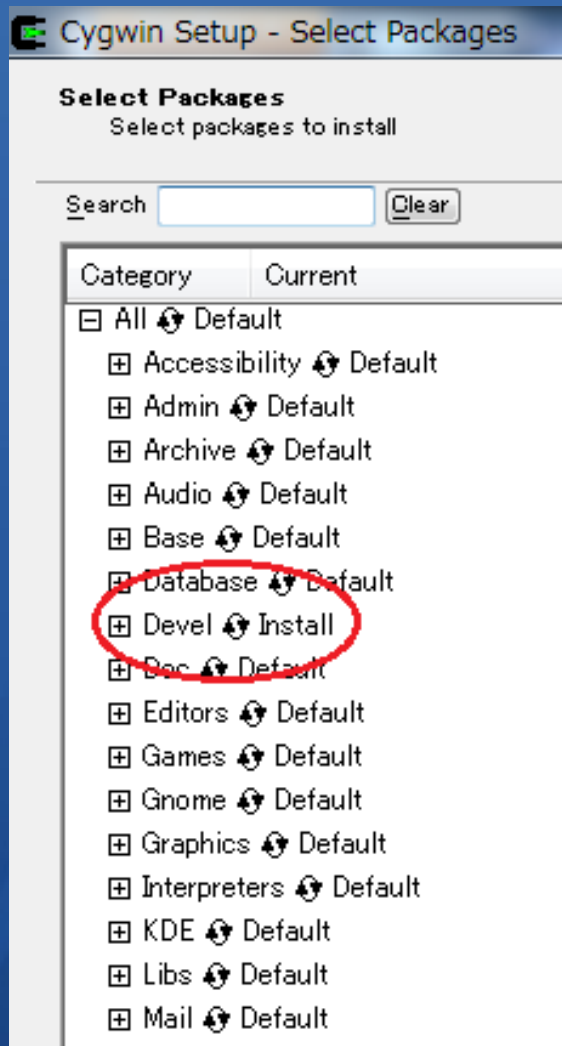 Cygwin Setup - Select Packages
Select Packages
Select packages to install
Search Clear
Category Current
All Default
Accessibility Default
Admin Default
Archive Default
Audio Default
Base Default
Database Default
Devel Install
Doc Default
Editors Default
Games Default
Gnome Default
Graphics Default
Interpreters Default
KDE Default
Libs Default
Mail Default